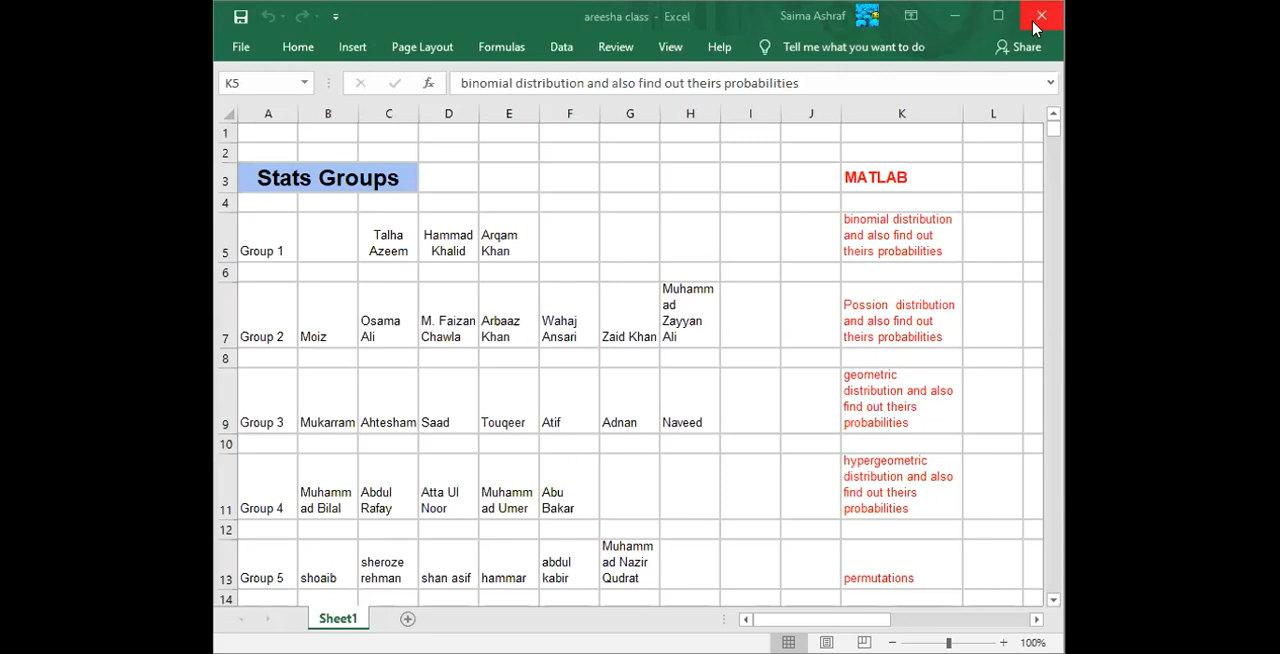 areesha class - Excel
Saima Ashraf
File Home Insert Page Layout Formulas Data Review View Help Tell me what you want to do Share
K5 fx binomial distribution and also find out theirs probabilities
A B C D E F G H I J K L
1
2
3 Stats Groups MATLAB
4
5 Group 1
Talha
Azeem
Hammad
Khalid
Arqam
Khan
binomial distribution
and also find out
theirs probabilities
6
7 Group 2 Moiz
Osama
Ali
M. Faizan
Chawla
Arbaaz
Khan
Wahaj
Ansari
Zaid Khan
Muhamm
ad
Zayyan
Ali
Possion distribution
and also find out
theirs probabilities
8
9 Group 3 Mukarram Ahtesham Saad Touqeer Atif Adnan Naveed
geometric
distribution and also
find out theirs
probabilities
10
11 Group 4
Muhamm
ad Bilal
Abdul
Rafay
Atta Ul
Noor
Muhamm
ad Umer
Abu
Bakar
hypergeometric
distribution and also
find out theirs
probabilities
12
13 Group 5 shoaib
sheroze
rehman
shan asif
hammar
abdul
kabir
Muhamm
ad Nazir
Qudrat
permutations
14
Sheet1
100%